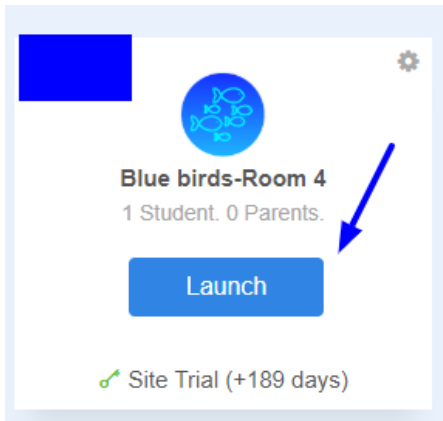 Blue birds-Room 4
1 Student. 0 Parents.
Launch
Site Trial (+189 days)